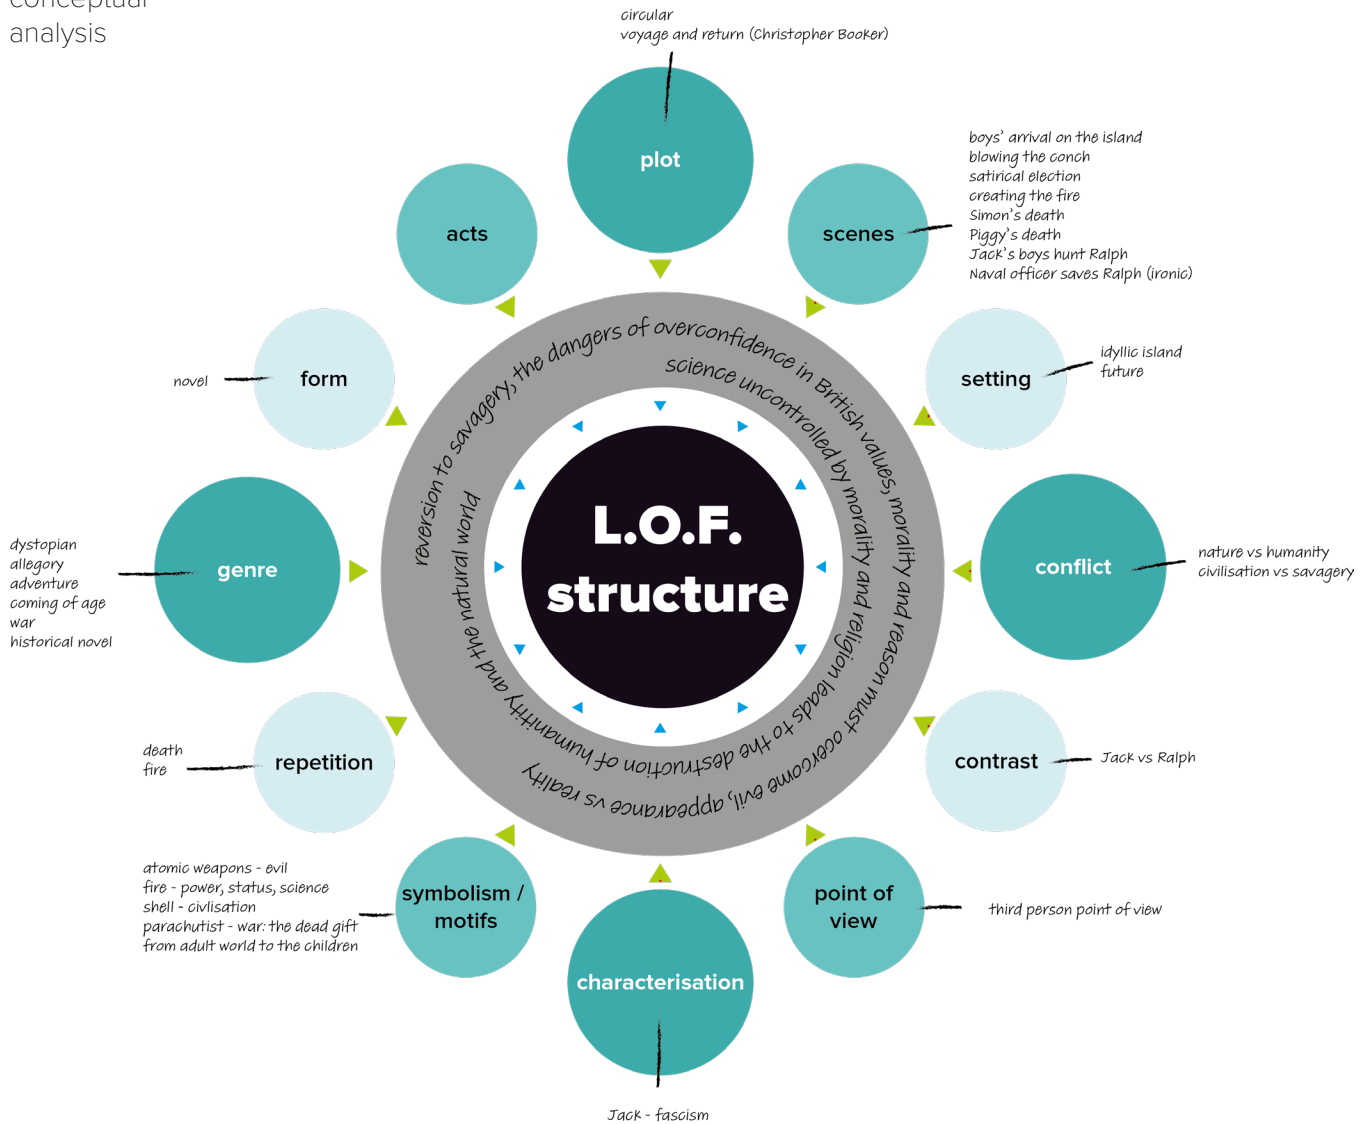 conceptual
analysis
circular
voyage and return (Christopher Booker)
plot
acts
scenes
boys' arrival on the island
blowing the conch
satirical election
creating the fire
Simon's death
Piggy's death
Jack's boys hunt Ralph
Naval officer saves Ralph (ironic)
form
novel
setting
idyllic island
future
genre
dystopian
allegory
adventure
coming of age
war
historical novel
conflict
nature vs humanity
civilisation vs savagery
reversion to savagery, the dangers of overconfidence in British values, morality and reason must ocercome evil, appearance vs reality
science uncontrolled by morality and religion leads to the destruction of humanitity and the natural world
L.O.F.
structure
repetition
death
fire
contrast
Jack vs Ralph
symbolism /
motifs
atomic weapons - evil
fire - power, status, science
shell - civlisation
parachutist - war: the dead gift
from adult world to the children
point of
view
third person point of view
characterisation
Jack - fascism